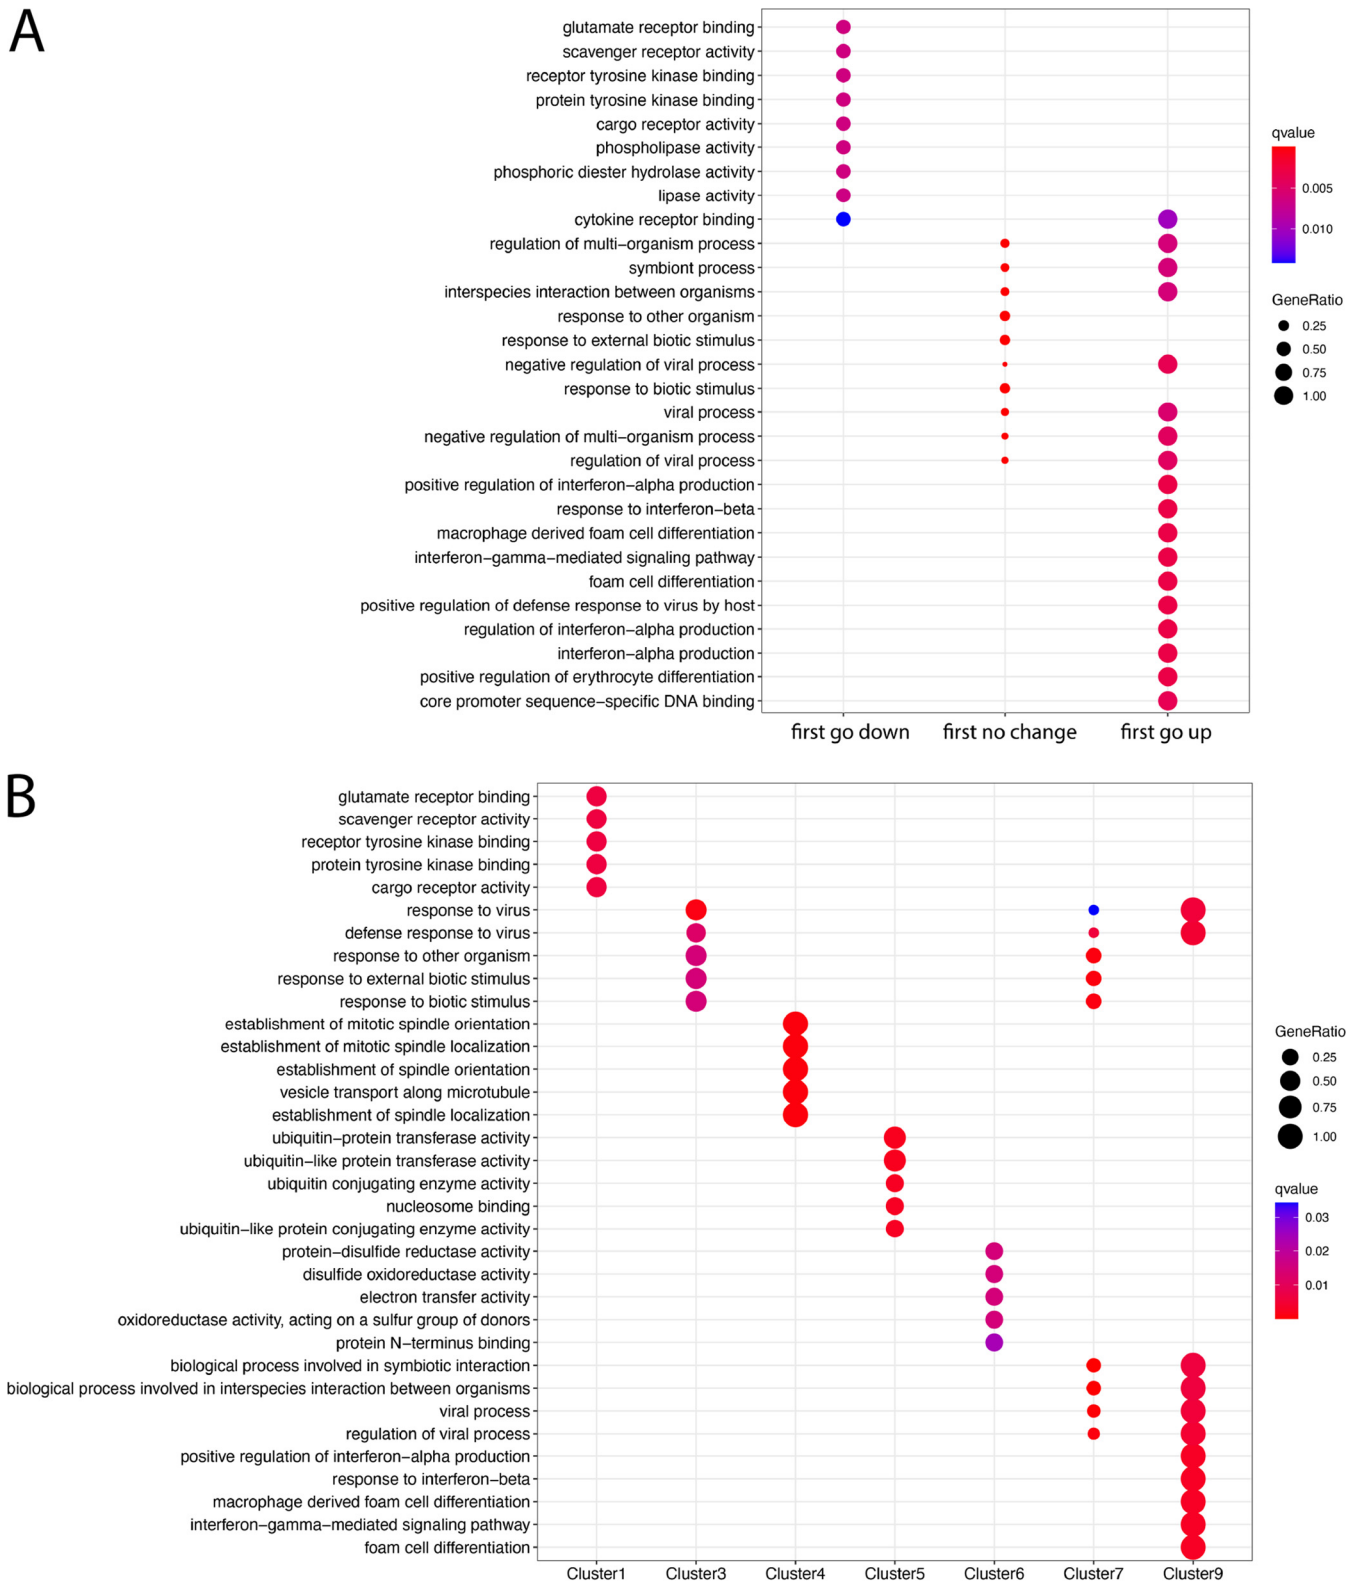 A
glutamate receptor binding
scavenger receptor activity
receptor tyrosine kinase binding
protein tyrosine kinase binding
cargo receptor activity
phospholipase activity
phosphoric diester hydrolase activity
lipase activity
cytokine receptor binding
regulation of multi−organism process
symbiont process
interspecies interaction between organisms
response to other organism
response to external biotic stimulus
negative regulation of viral process
response to biotic stimulus
viral process
negative regulation of multi−organism process
regulation of viral process
positive regulation of interferon−alpha production
response to interferon−beta
macrophage derived foam cell differentiation
interferon−gamma−mediated signaling pathway
foam cell differentiation
positive regulation of defense response to virus by host
regulation of interferon−alpha production
interferon−alpha production
positive regulation of erythrocyte differentiation
core promoter sequence−specific DNA binding
first go down first no change first go up
qvalue
0.005
0.010
GeneRatio
0.25
0.50
0.75
1.00
B
glutamate receptor binding
scavenger receptor activity
receptor tyrosine kinase binding
protein tyrosine kinase binding
cargo receptor activity
response to virus
defense response to virus
response to other organism
response to external biotic stimulus
response to biotic stimulus
establishment of mitotic spindle orientation
establishment of mitotic spindle localization
establishment of spindle orientation
vesicle transport along microtubule
establishment of spindle localization
ubiquitin−protein transferase activity
ubiquitin−like protein transferase activity
ubiquitin conjugating enzyme activity
nucleosome binding
ubiquitin−like protein conjugating enzyme activity
protein−disulfide reductase activity
disulfide oxidoreductase activity
electron transfer activity
oxidoreductase activity, acting on a sulfur group of donors
protein N−terminus binding
biological process involved in symbiotic interaction
biological process involved in interspecies interaction between organisms
viral process
regulation of viral process
positive regulation of interferon−alpha production
response to interferon−beta
macrophage derived foam cell differentiation
interferon−gamma−mediated signaling pathway
foam cell differentiation
Cluster1 Cluster3 Cluster4 Cluster5 Cluster6 Cluster7 Cluster9
GeneRatio
0.25
0.50
0.75
1.00
qvalue
0.03
0.02
0.01